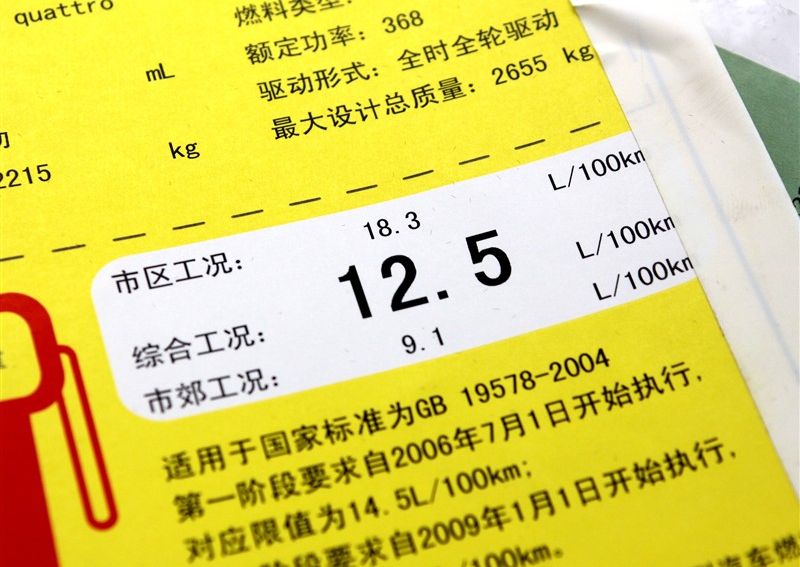 quattro
燃料类型:
mL
额定功率: 368
驱动形式: 全时全轮驱动
2215
kg
最大设计总质量: 2655 kg
市区工况: 18.3 L/100km
综合工况: 12.5 L/100km
市郊工况: 9.1 L/100km
适用于国家标准为GB 19578-2004
第一阶段要求自2006年7月1日开始执行,
对应限值为14.5L/100km;
阶段要求自2009年1月1日开始执行,
/100km。
汽车燃